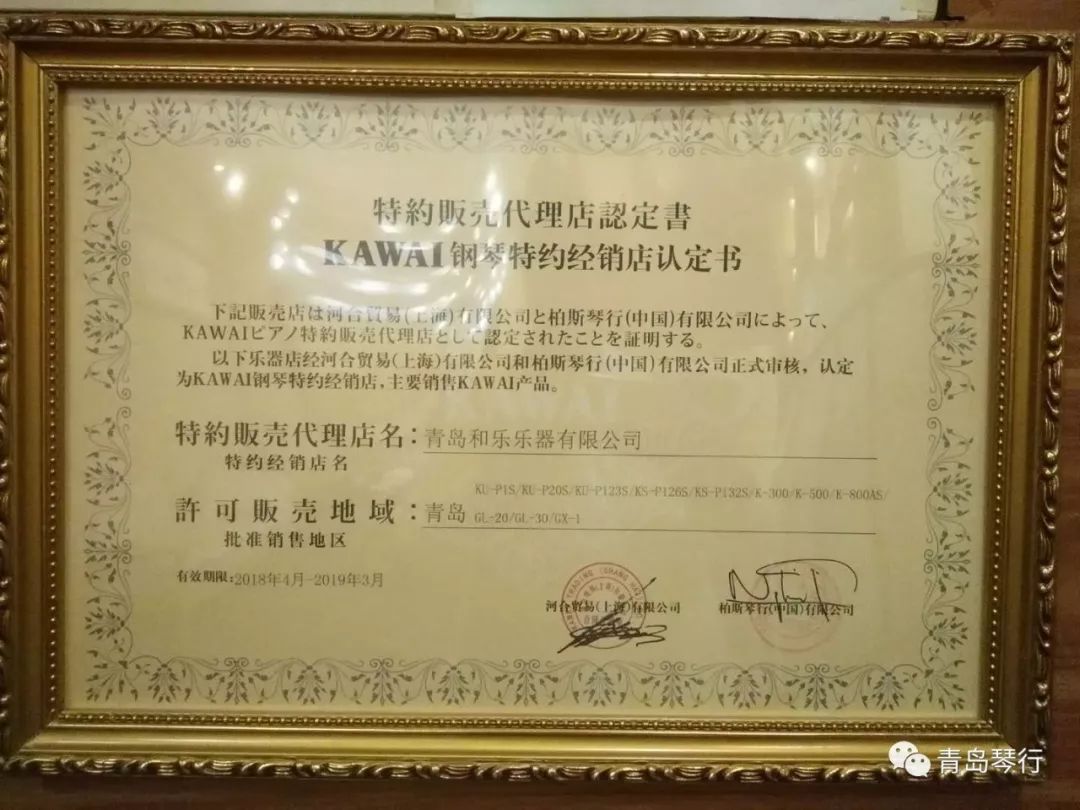 特約販売代理店認定書
KAWAI钢琴特约经销店认定书
下記販売店は河合貿易(上海)有限公司と柏斯琴行(中国)有限公司によって、
KAWAIピアノ特約販売代理店として認定されたことを証明する。
以下乐器店经河合贸易(上海)有限公司和柏斯琴行(中国)有限公司正式审核，认定
为KAWAI钢琴特约经销店,主要销售KAWAI产品。
KAWAI
特約販売代理店名：青岛和乐乐器有限公司
特约经销店名
KU-P1S/KU-P20S/KU-P123S/KS-P126S/KS-P132S/K-300/K-500/K-800AS/
許可販売地域：青岛 GL-20/GL-30/GX-1
批准销售地区
有效期限:2018年4月-2019年3月
河合贸易(上海)有限公司 柏斯琴行(中国)有限公司
青岛琴行